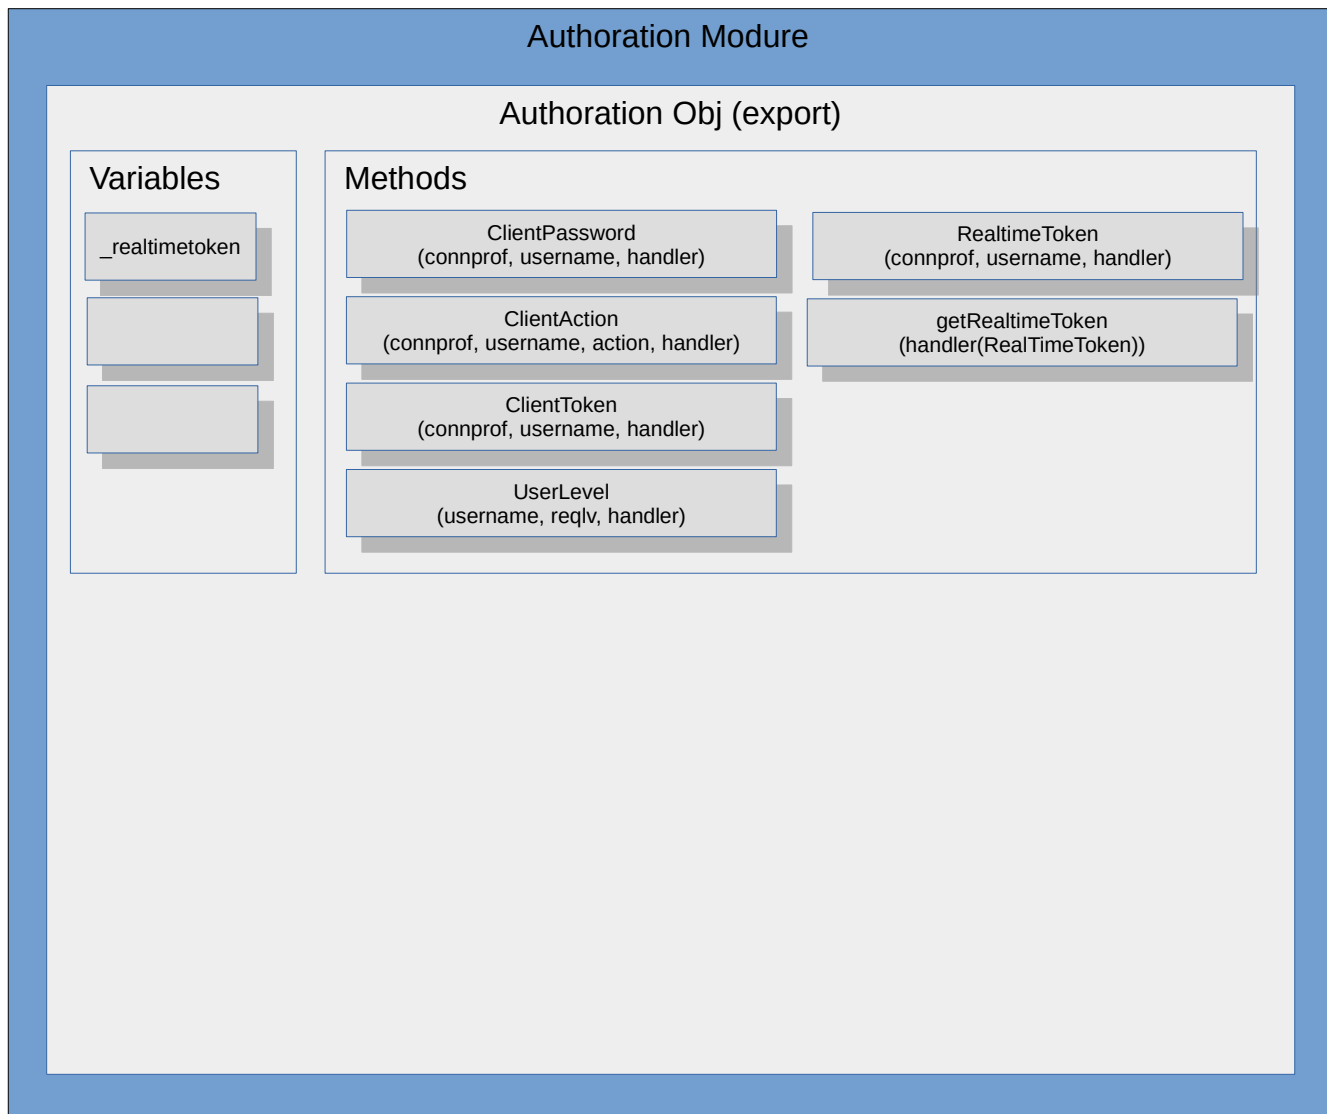 Authoration Modure
Authoration Obj (export)
Variables
_realtimetoken
Methods
ClientPassword
(connprof, username, handler)
ClientAction
(connprof, username, action, handler)
ClientToken
(connprof, username, handler)
UserLevel
(username, reqlv, handler)
RealtimeToken
(connprof, username, handler)
getRealtimeToken
(handler(RealTimeToken))